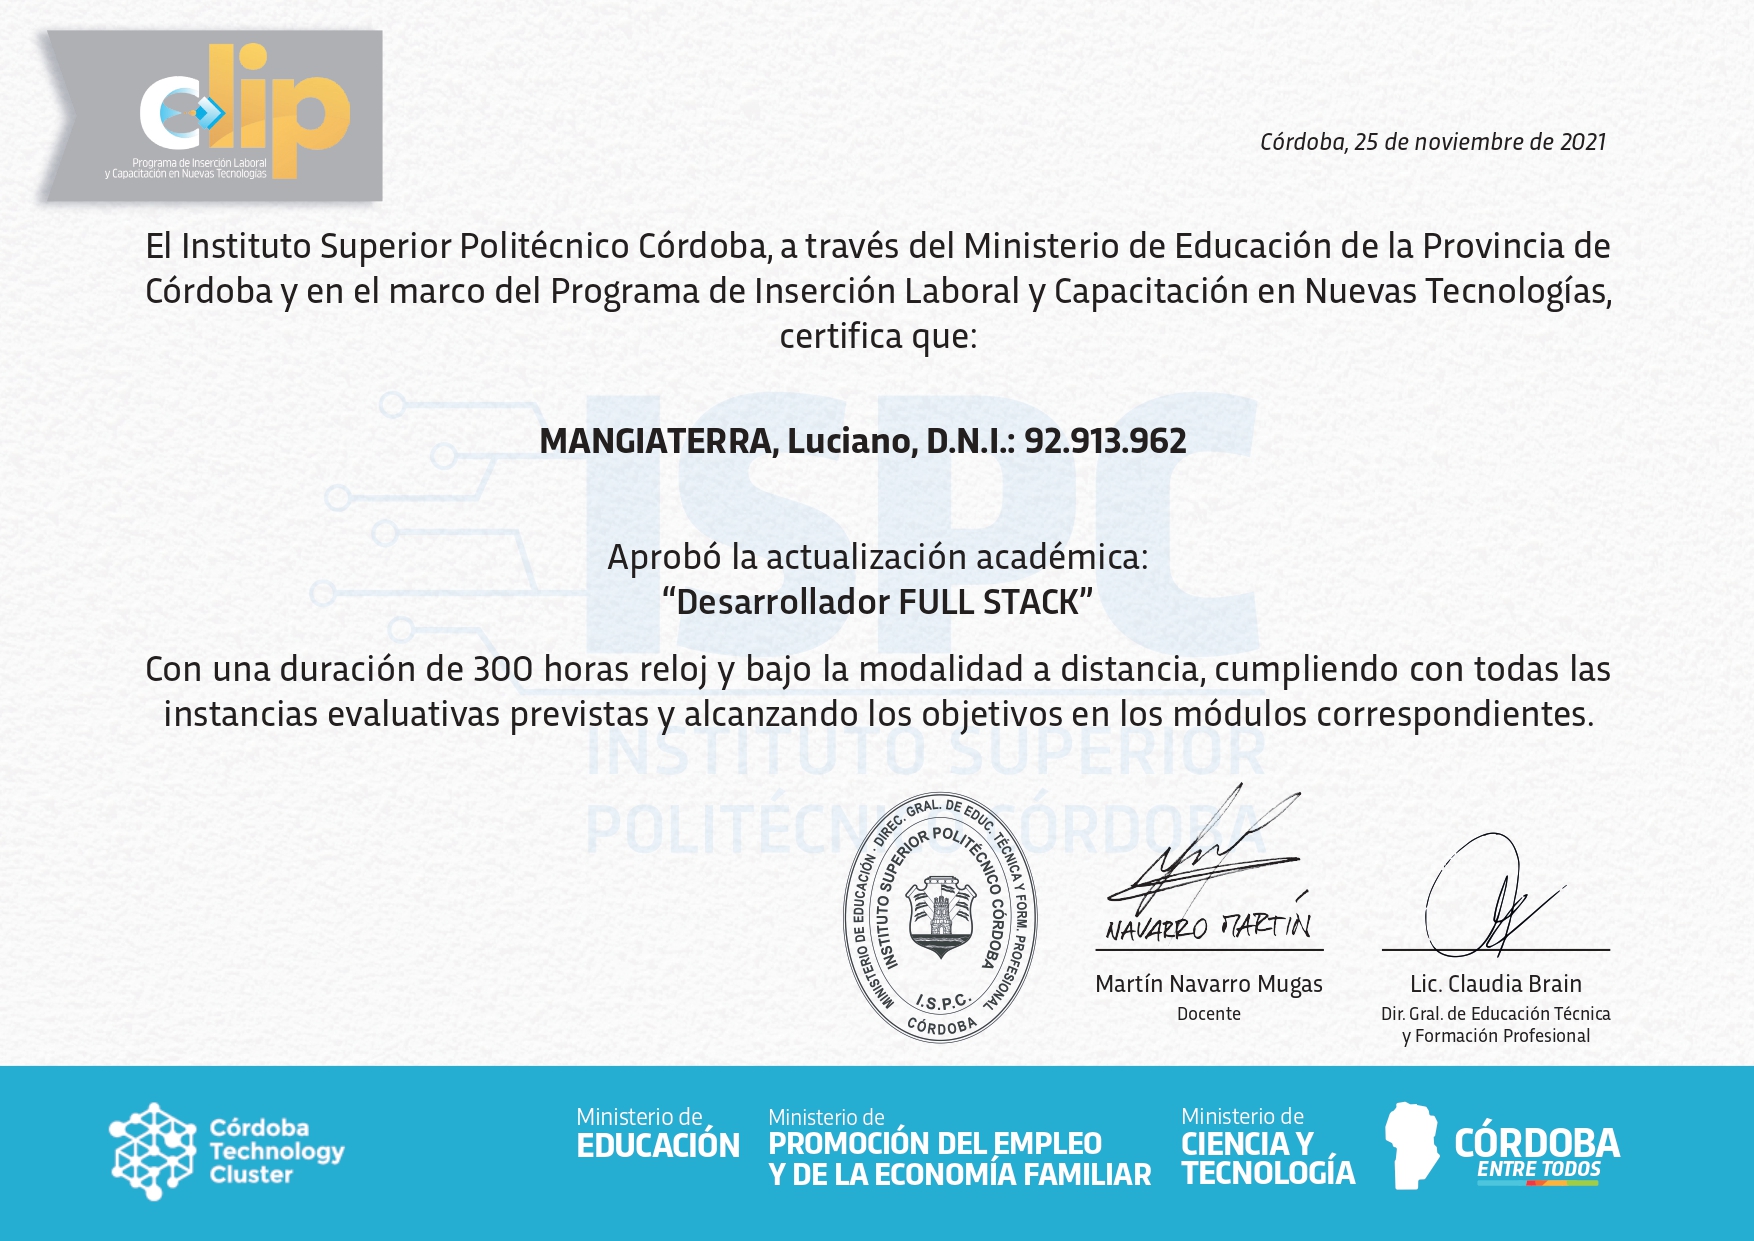 clip
Programa de Inserción Laboral
y Capacitación en Nuevas Tecnologías
Córdoba, 25 de noviembre de 2021
El Instituto Superior Politécnico Córdoba, a través del Ministerio de Educación de la Provincia de
Córdoba y en el marco del Programa de Inserción Laboral y Capacitación en Nuevas Tecnologías,
certifica que:
MANGIATERRA, Luciano, D.N.I.: 92.913.962
Aprobó la actualización académica:
“Desarrollador FULL STACK”
Con una duración de 300 horas reloj y bajo la modalidad a distancia, cumpliendo con todas las
instancias evaluativas previstas y alcanzando los objetivos en los módulos correspondientes.
ISPC
INSTITUTO SUPERIOR
POLITÉCNICO CÓRDOBA
MINISTERIO DE EDUCACIÓN - DIREC. GRAL. DE EDUC. TÉCNICA Y FORM. PROFESIONAL
INSTITUTO SUPERIOR POLITÉCNICO CÓRDOBA
I.S.P.C.
CÓRDOBA
NAVARRO MARTÍN
Martín Navarro Mugas
Docente
Lic. Claudia Brain
Dir. Gral. de Educación Técnica
y Formación Profesional
Córdoba
Technology
Cluster
Ministerio de
EDUCACIÓN
Ministerio de
PROMOCIÓN DEL EMPLEO
Y DE LA ECONOMÍA FAMILIAR
Ministerio de
CIENCIA Y
TECNOLOGÍA
CÓRDOBA
ENTRE TODOS